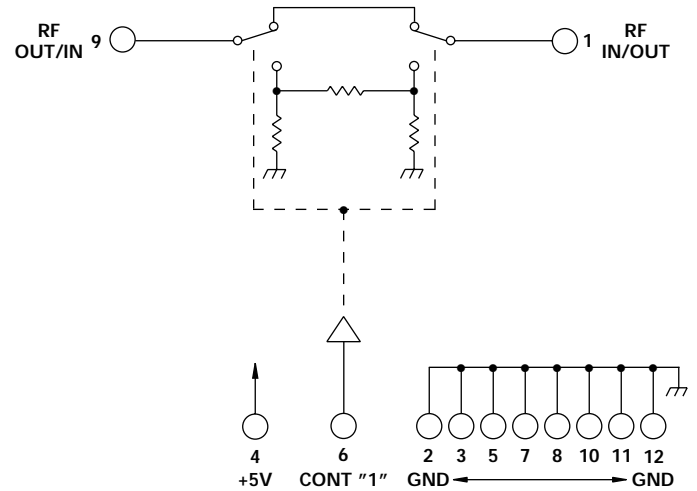 RF
OUT/IN 9
1 RF
IN/OUT
4 6 2 3 5 7 8 10 11 12
+5V CONT "1" GND GND